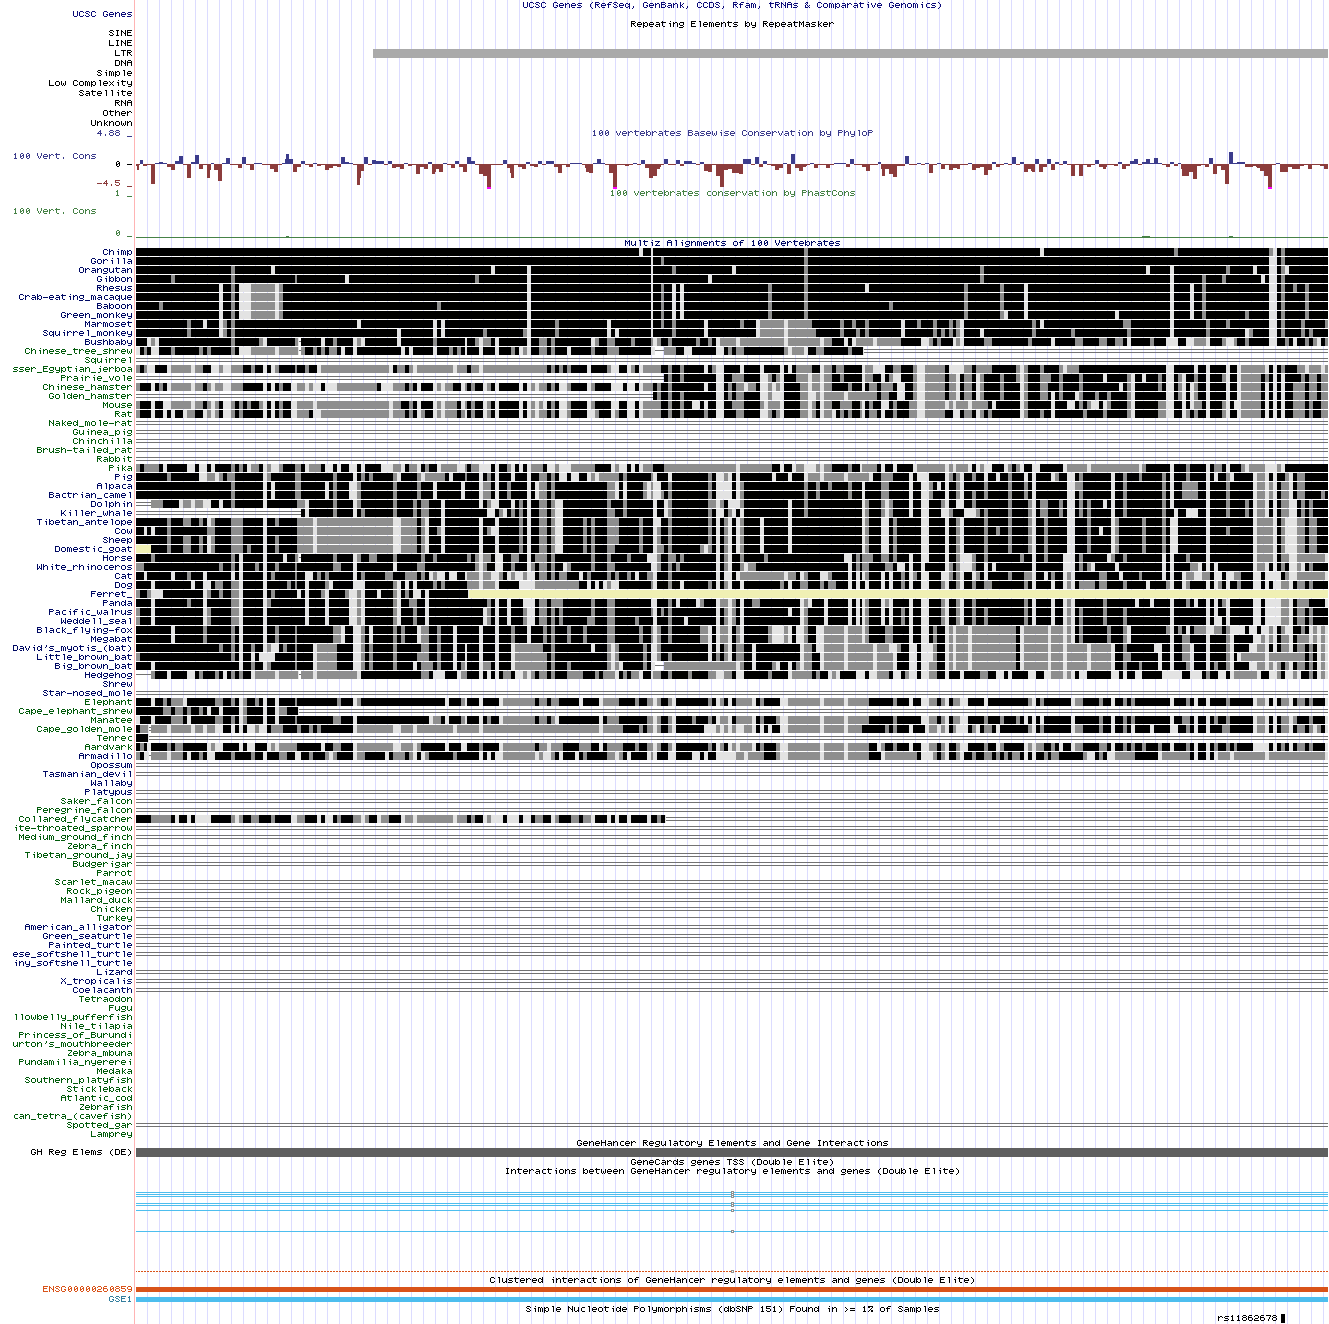 UCSC Genes (RefSeq, GenBank, CCDS, Rfam, tRNAs & Comparative Genomics)
UCSC Genes
Repeating Elements by RepeatMasker
SINE
LINE
LTR
DNA
Simple
Low Complexity
Satellite
RNA
Other
Unknown
4.88 _
100 vertebrates Basewise Conservation by PhyloP
100 Vert. Cons
0 _
-4.5 _
1 _
100 vertebrates conservation by PhastCons
100 Vert. Cons
0 _
Multiz Alignments of 100 Vertebrates
Chimp
Gorilla
Orangutan
Gibbon
Rhesus
Crab-eating_macaque
Baboon
Green_monkey
Marmoset
Squirrel_monkey
Bushbaby
Chinese_tree_shrew
Squirrel
sser_Egyptian_jerboa
Prairie_vole
Chinese_hamster
Golden_hamster
Mouse
Rat
Naked_mole-rat
Guinea_pig
Chinchilla
Brush-tailed_rat
Rabbit
Pika
Pig
Alpaca
Bactrian_camel
Dolphin
Killer_whale
Tibetan_antelope
Cow
Sheep
Domestic_goat
Horse
White_rhinoceros
Cat
Dog
Ferret_
Panda
Pacific_walrus
Weddell_seal
Black_flying-fox
Megabat
David's_myotis_(bat)
Little_brown_bat
Big_brown_bat
Hedgehog
Shrew
Star-nosed_mole
Elephant
Cape_elephant_shrew
Manatee
Cape_golden_mole
Tenrec
Aardvark
Armadillo
Opossum
Tasmanian_devil
Wallaby
Platypus
Saker_falcon
Peregrine_falcon
Collared_flycatcher
ite-throated_sparrow
Medium_ground_finch
Zebra_finch
Tibetan_ground_jay
Budgerigar
Parrot
Scarlet_macaw
Rock_pigeon
Mallard_duck
Chicken
Turkey
American_alligator
Green_seaturtle
Painted_turtle
ese_softshell_turtle
iny_softshell_turtle
Lizard
X_tropicalis
Coelacanth
Tetraodon
Fugu
llowbelly_pufferfish
Nile_tilapia
Princess_of_Burundi
urton's_mouthbreeder
Zebra_mbuna
Pundamilia_nyererei
Medaka
Southern_platyfish
Stickleback
Atlantic_cod
Zebrafish
can_tetra_(cavefish)
Spotted_gar
Lamprey
GeneHancer Regulatory Elements and Gene Interactions
GH Reg Elems (DE)
GeneCards genes TSS (Double Elite)
Interactions between GeneHancer regulatory elements and genes (Double Elite)
Clustered interactions of GeneHancer regulatory elements and genes (Double Elite)
ENSG00000260859
GSE1
Simple Nucleotide Polymorphisms (dbSNP 151) Found in >= 1% of Samples
rs11862678